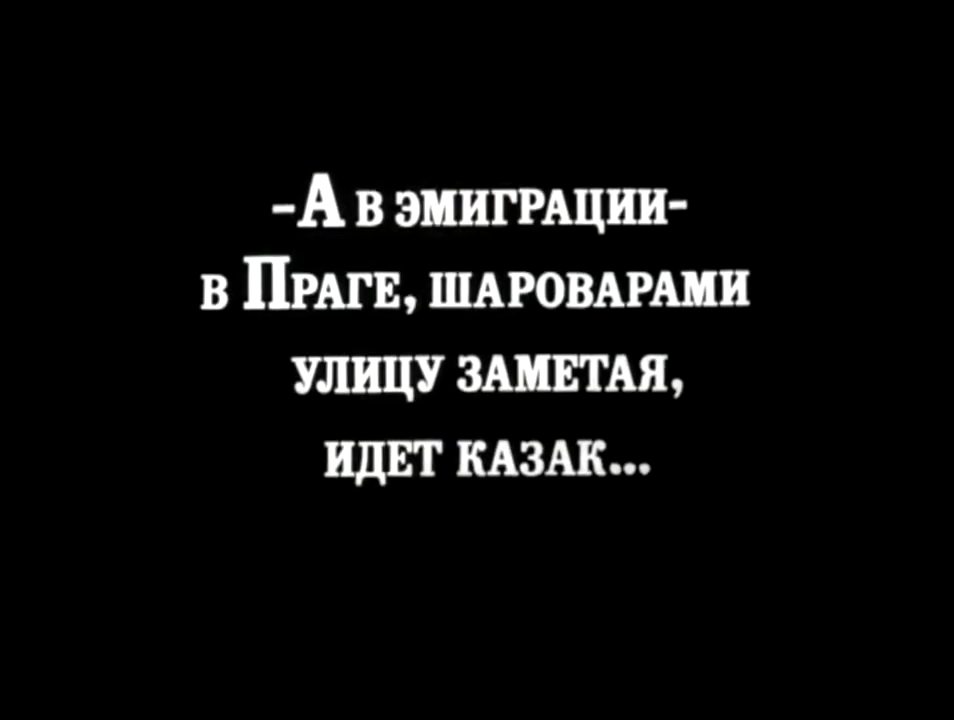 -А в эмиграции-
в Праге, шароварами
улицу заметая,
идет казак...